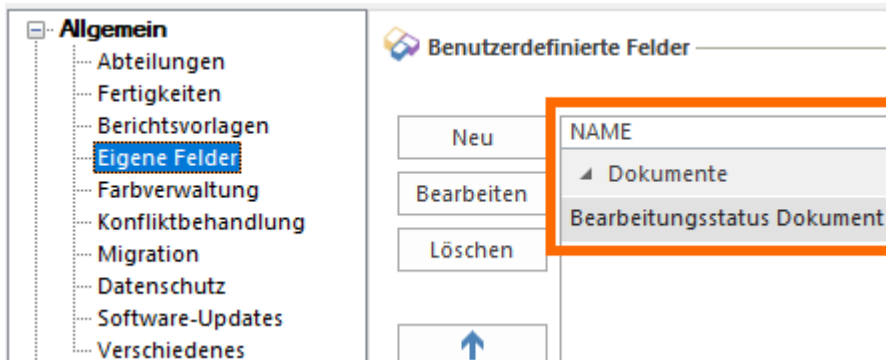 Allgemein
Abteilungen
Fertigkeiten
Berichtsvorlagen
Eigene Felder
Farbverwaltung
Konfliktbehandlung
Migration
Datenschutz
Software-Updates
Verschiedenes
Benutzerdefinierte Felder
Neu
Bearbeiten
Löschen
NAME
Dokumente
Bearbeitungsstatus Dokument